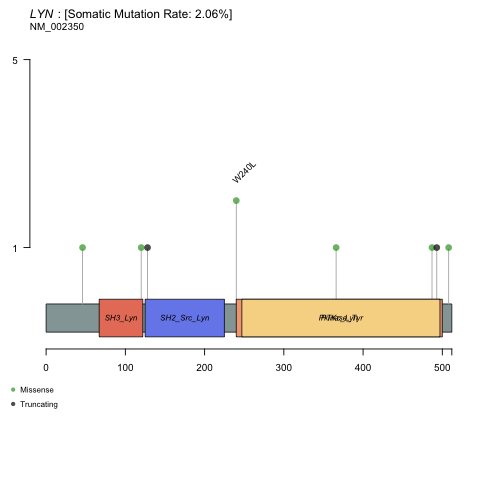 LYN : [Somatic Mutation Rate: 2.06%]
NM_002350
5
W240L
1
SH3_Lyn
SH2_Src_Lyn
0
100
200
300
400
500
Missense
Truncating